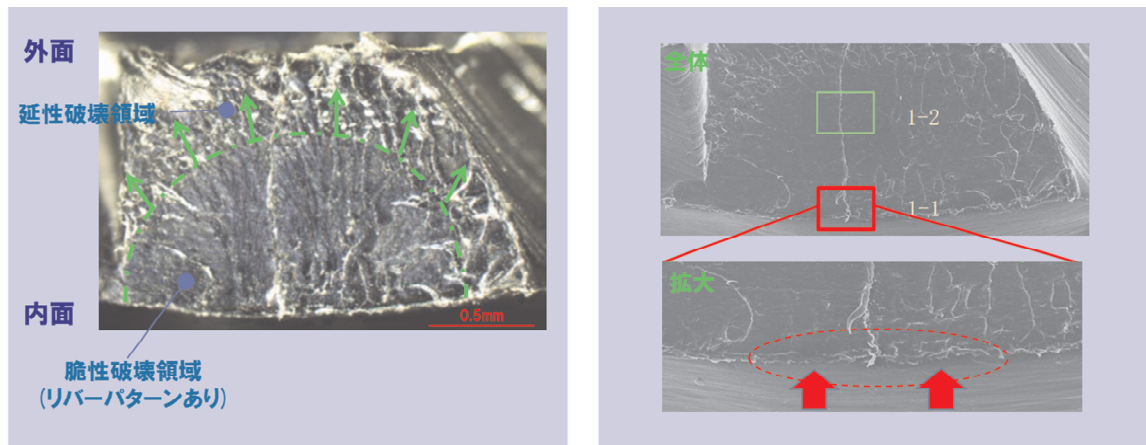 外面
延性破壊領域
内面
0.5mm
脆性破壊領域
(リバーパターンあり)
全体
1-2
1-1
拡大